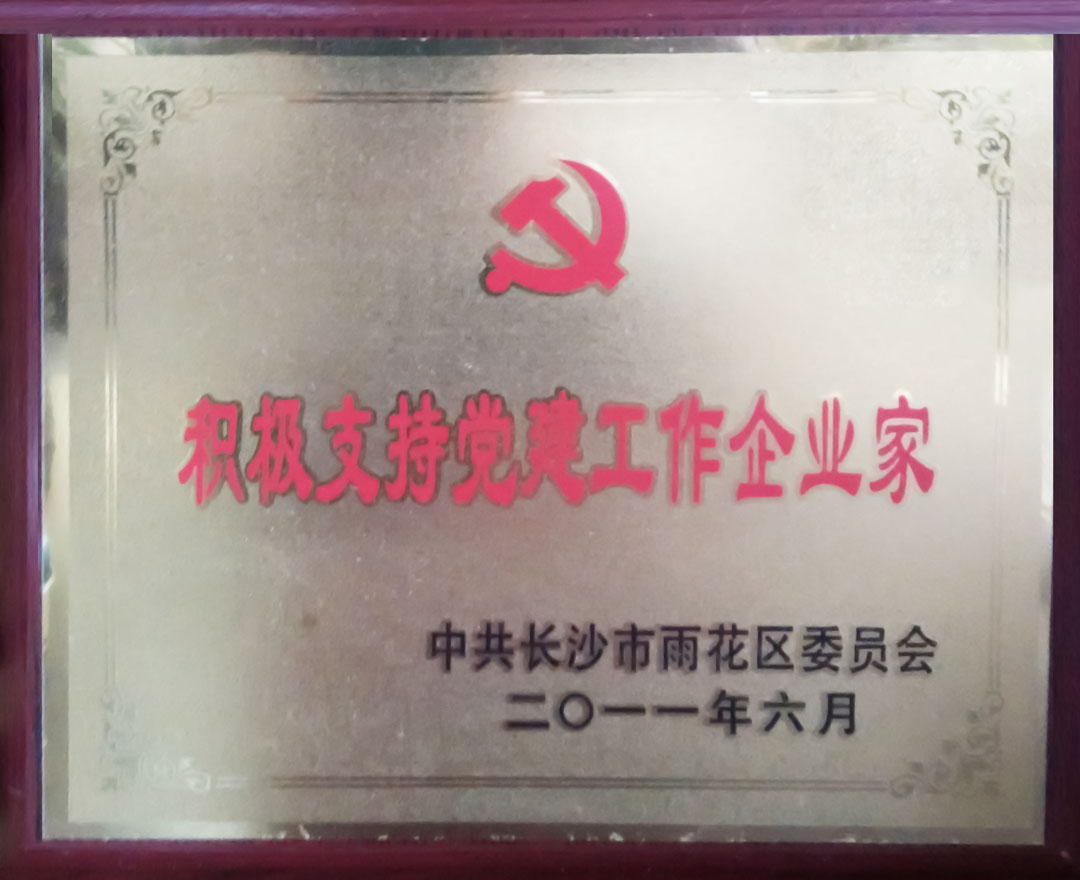 积极支持党建工作企业家
中共长沙市雨花区委员会
二〇一一年六月